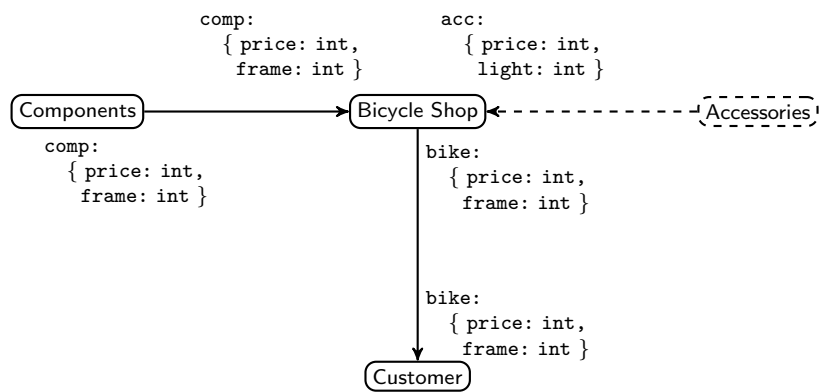 comp:
{ price: int,
frame: int }
acc:
{ price: int,
light: int }
Components
Bicycle Shop
Accessories
comp:
{ price: int,
frame: int }
bike:
{ price: int,
frame: int }
bike:
{ price: int,
frame: int }
Customer